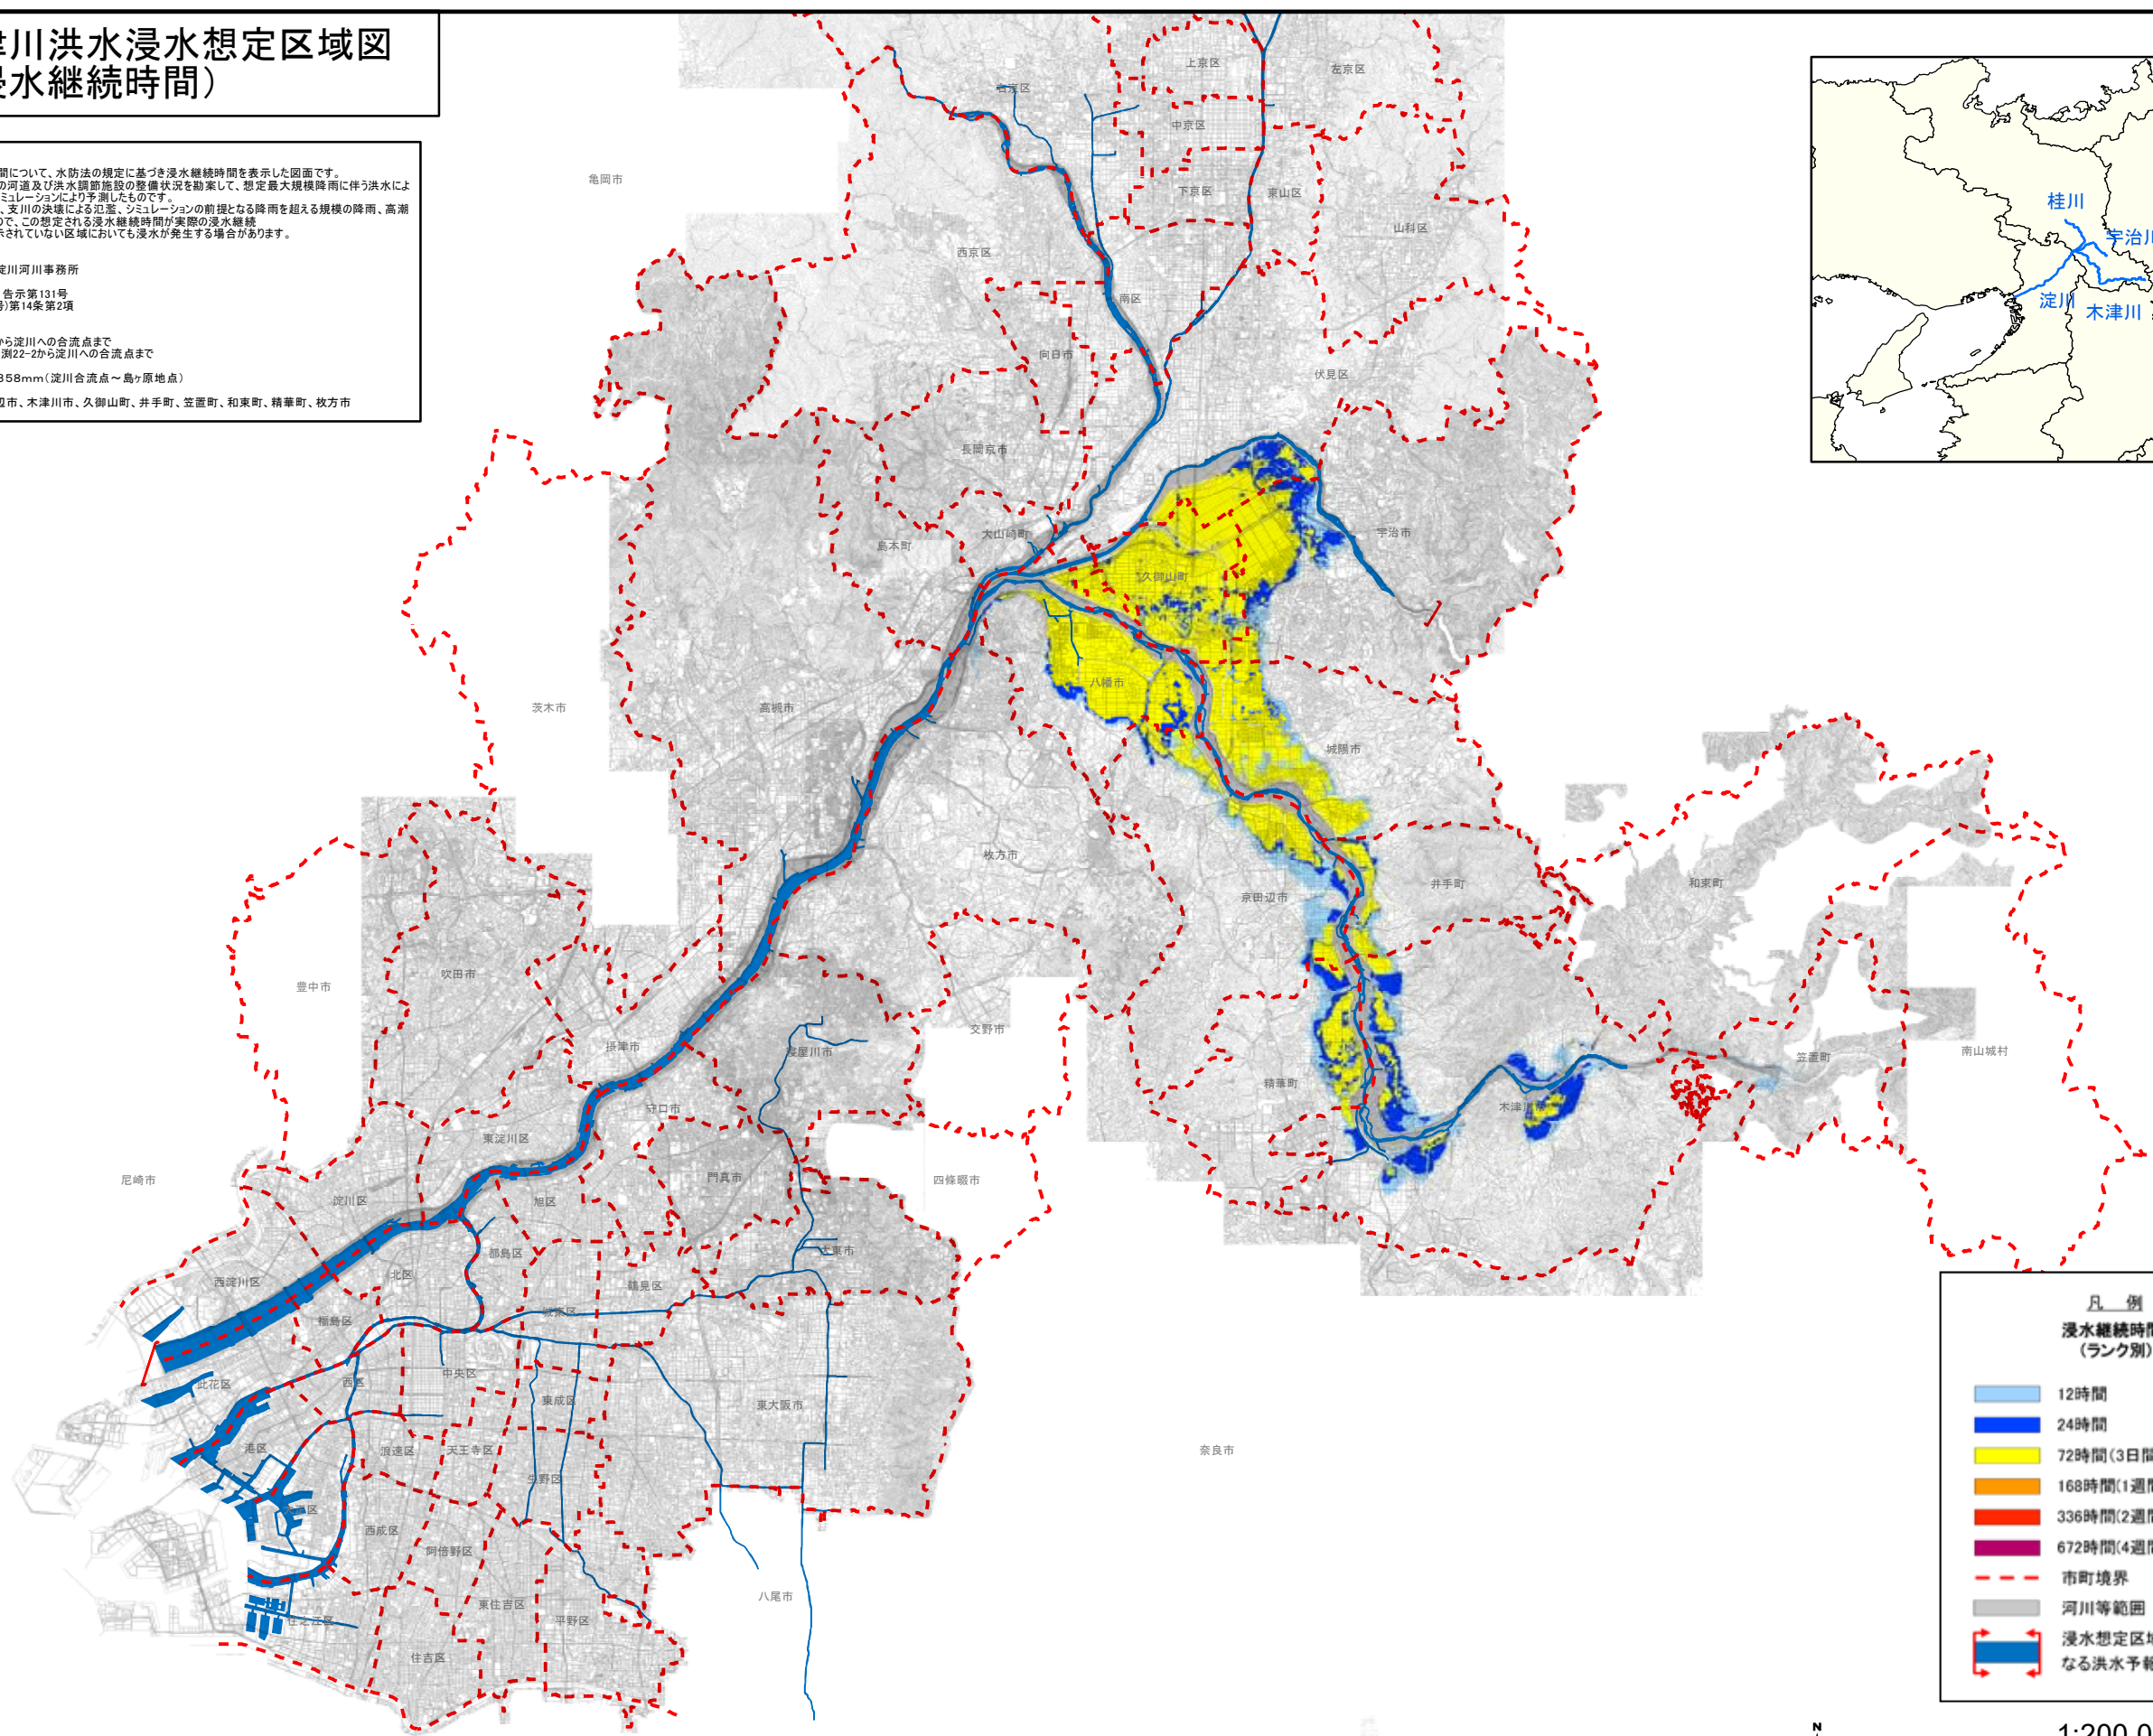 津川洪水浸水想定区域図
浸水継続時間）
間について、水防法の規定に基づき浸水継続時間を表示した図面です。
の河道及び洪水調節施設の整備状況を勘案して、想定最大規模降雨に伴う洪水によ
ミュレーションにより予測したものです。
、支川の決壊による氾濫、シミュレーションの前提となる降雨を超える規模の降雨、高潮
ので、この想定される浸水継続時間が実際の浸水継続
示されていない区域においても浸水が発生する場合があります。
淀川河川事務所
告示第131号
号)第14条第2項
から淀川への合流点まで
測22-2から淀川への合流点まで
358mm（淀川合流点～島ヶ原地点）
辺市、木津川市、久御山町、井手町、笠置町、和束町、精華町、枚方市
上京区
左京区
右京区
中京区
亀岡市
下京区
東山区
山科区
西京区
南区
向日市
伏見区
長岡京市
大山崎町
島本町
宇治市
久御山町
八幡市
茨木市
高槻市
城陽市
枚方市
京田辺市
井手町
和束町
吹田市
豊中市
交野市
摂津市
寝屋川市
笠置町
南山城村
精華町
守口市
木津川市
東淀川区
尼崎市
門真市
四條畷市
淀川区
旭区
都島区
大東市
西淀川区
北区
鶴見区
福島区
城東区
中央区
此花区
西区
東成区
東大阪市
港区
浪速区
天王寺区
奈良市
生野区
大正区
西成区
阿倍野区
八尾市
東住吉区
住之江区
平野区
住吉区
桂川
宇治川
淀川
木津川
凡 例
浸水継続時間
（ランク別）
12時間
24時間
72時間(3日間
168時間(1週間
336時間(2週間
672時間(4週間
市町境界
河川等範囲
浸水想定区域
なる洪水予報
N
1:200,0